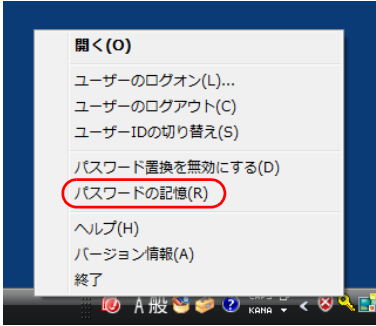 開く(O)
ユーザーのログオン(L)...
ユーザーのログアウト(C)
ユーザーIDの切り替え(S)
パスワード置換を無効にする(D)
パスワードの記憶(R)
ヘルプ(H)
バージョン情報(A)
終了
A 般 CAPS
KANA